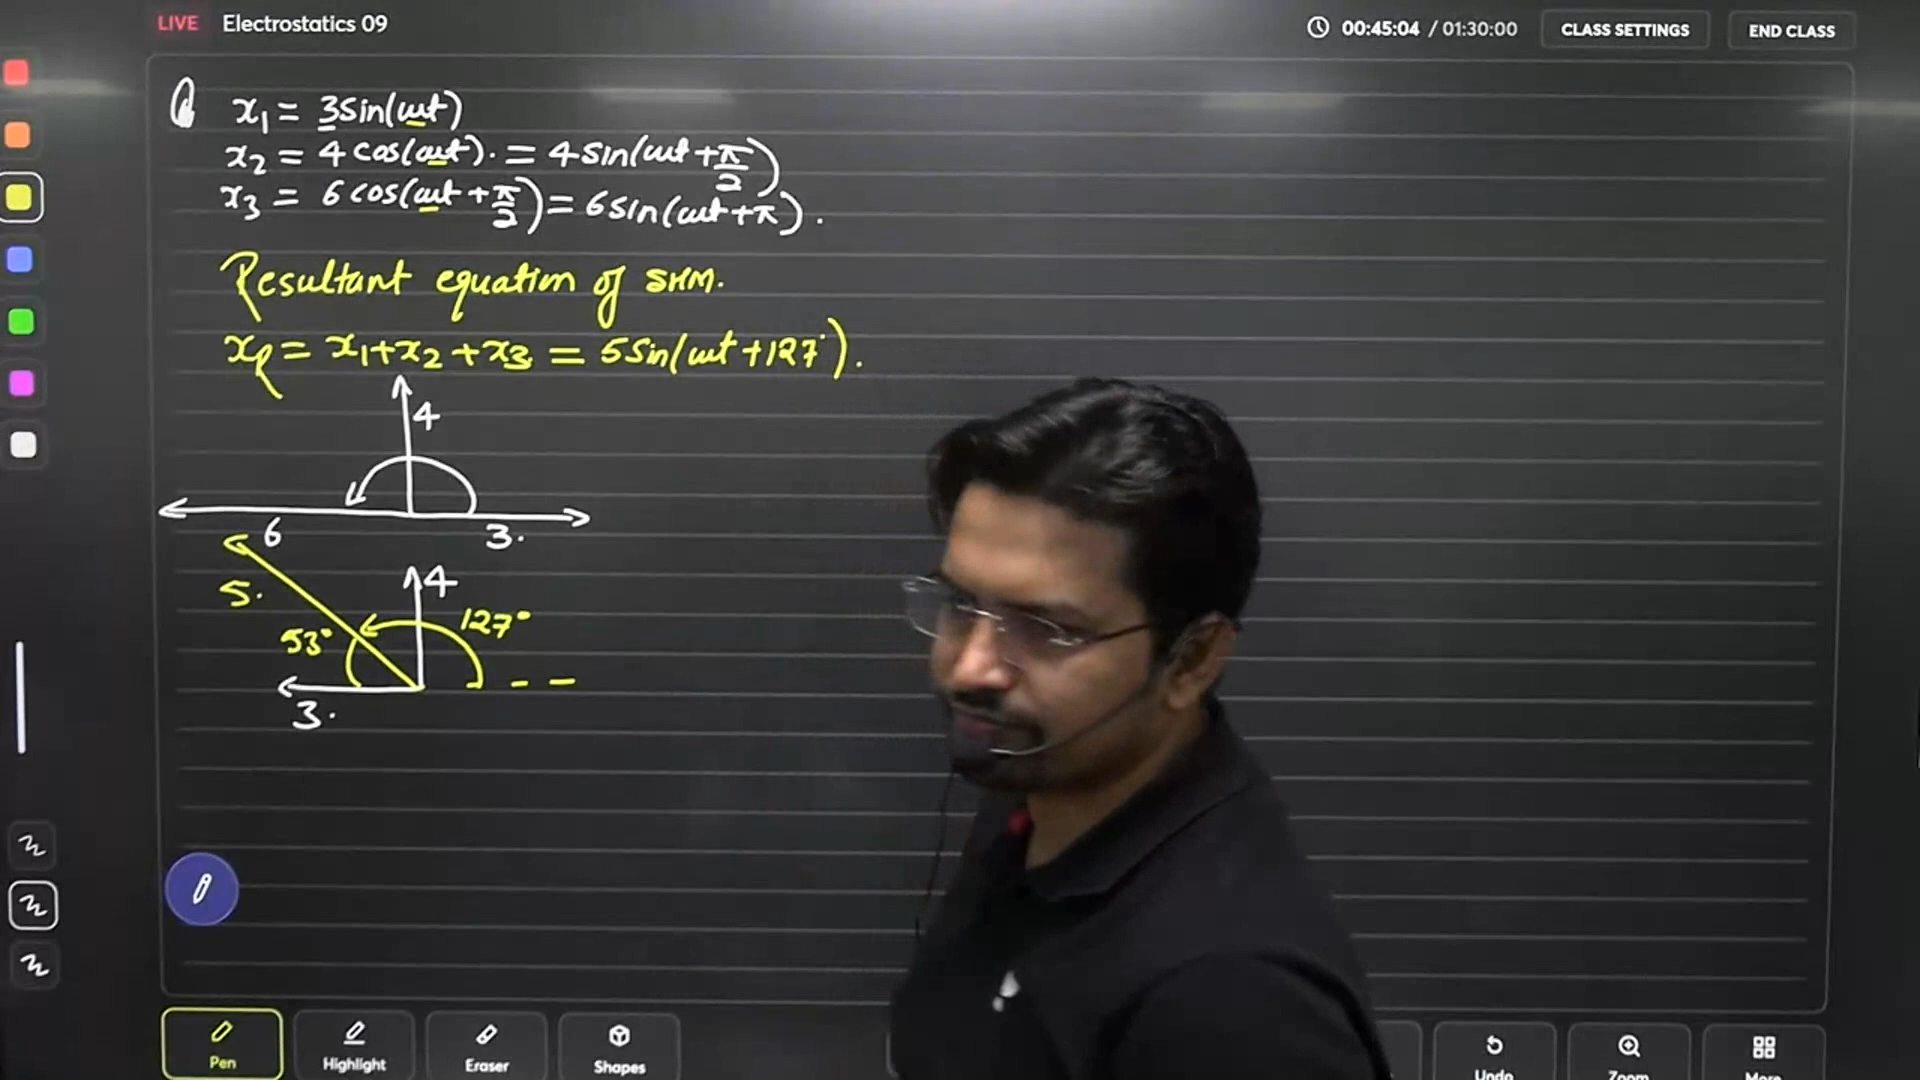 LIVE Electrostatics 09
00:45:04 / 01:30:00 CLASS SETTINGS END CLASS
Q x₁ = 3sin(ωt)
x₂ = 4cos(ωt). = 4sin(ωt + π/2)
x₃ = 6cos(ωt + π/2) = 6sin(ωt + π).
Resultant equation of SHM.
x_R = x₁ + x₂ + x₃ = 5sin(ωt + 127°).
4
6 3.
5. 4
53° 127°
3.
Pen Highlight Eraser Shapes Undo Zoom More